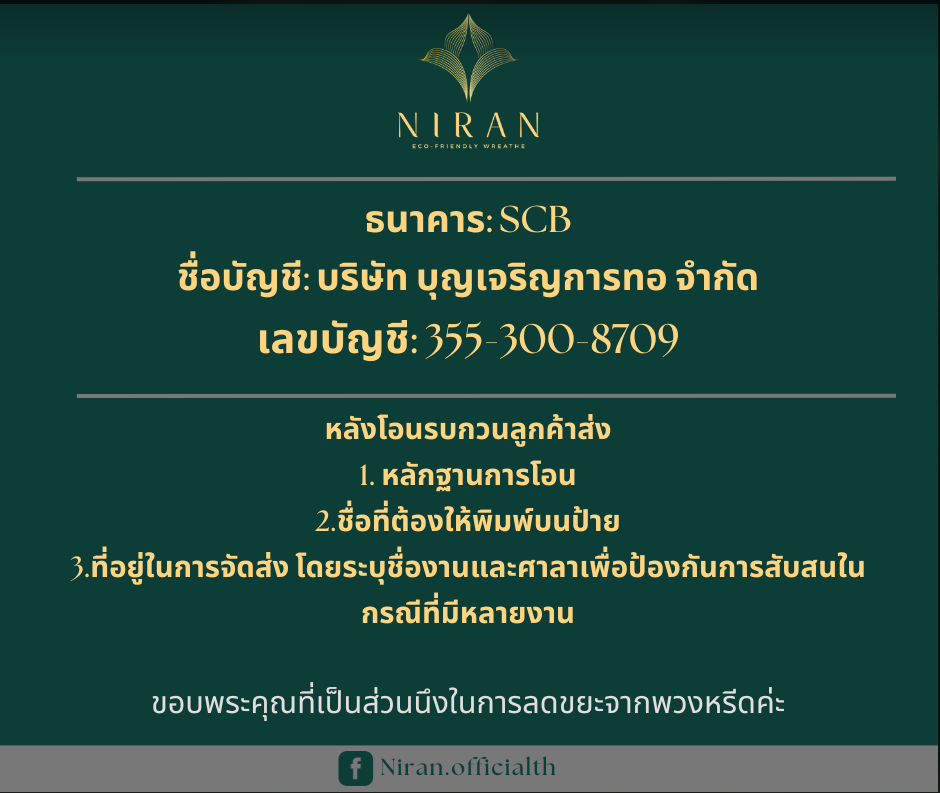 NIRAN
ECO-FRIENDLY WREATHE
ธนาคาร: SCB
ชื่อบัญชี: บริษัท บุญเจริญการทอ จำกัด
เลขบัญชี: 355-300-8709
หลังโอนรบกวนลูกค้าส่ง
1. หลักฐานการโอน
2.ชื่อที่ต้องให้พิมพ์บนป้าย
3.ที่อยู่ในการจัดส่ง โดยระบุชื่องานและศาลาเพื่อป้องกันการสับสนใน
กรณีที่มีหลายงาน
ขอบพระคุณที่เป็นส่วนนึงในการลดขยะจากพวงหรีดค่ะ
Niran.officialth